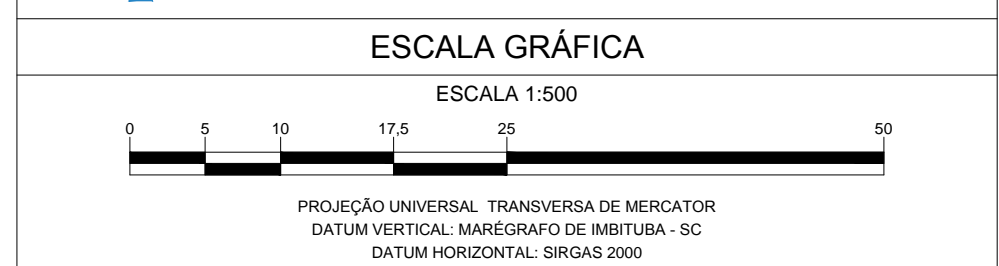 ESCALA GRÁFICA
ESCALA 1:500
0 5 10 17,5 25 50
PROJEÇÃO UNIVERSAL TRANSVERSA DE MERCATOR
DATUM VERTICAL: MARÉGRAFO DE IMBITUBA - SC
DATUM HORIZONTAL: SIRGAS 2000